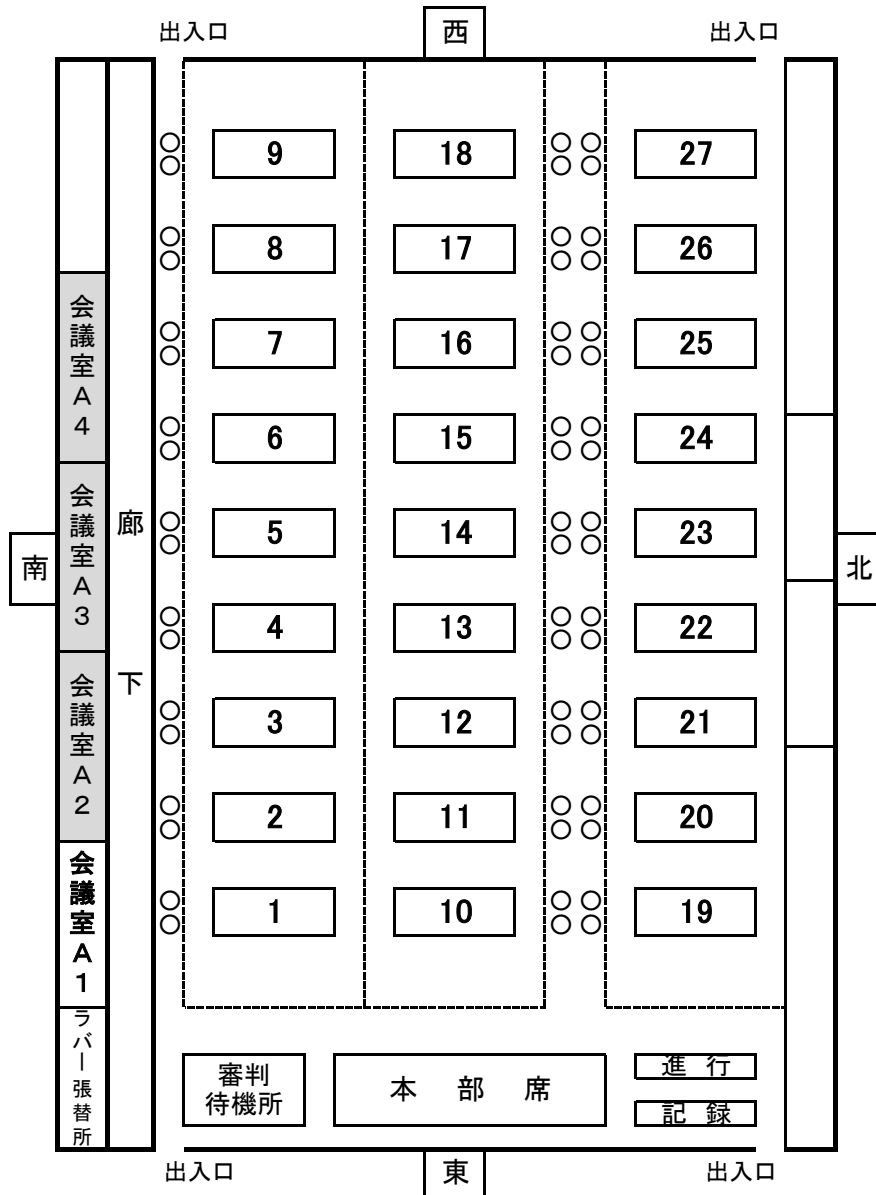 出入口
西
出入口
9
18
27
8
17
26
会議室A4
7
16
25
6
15
24
会議室A3
廊下
5
14
23
南
北
4
13
22
会議室A2
3
12
21
2
11
20
会議室A1
1
10
19
ラバー張替所
審判
待機所
本部席
進行
記録
出入口
東
出入口